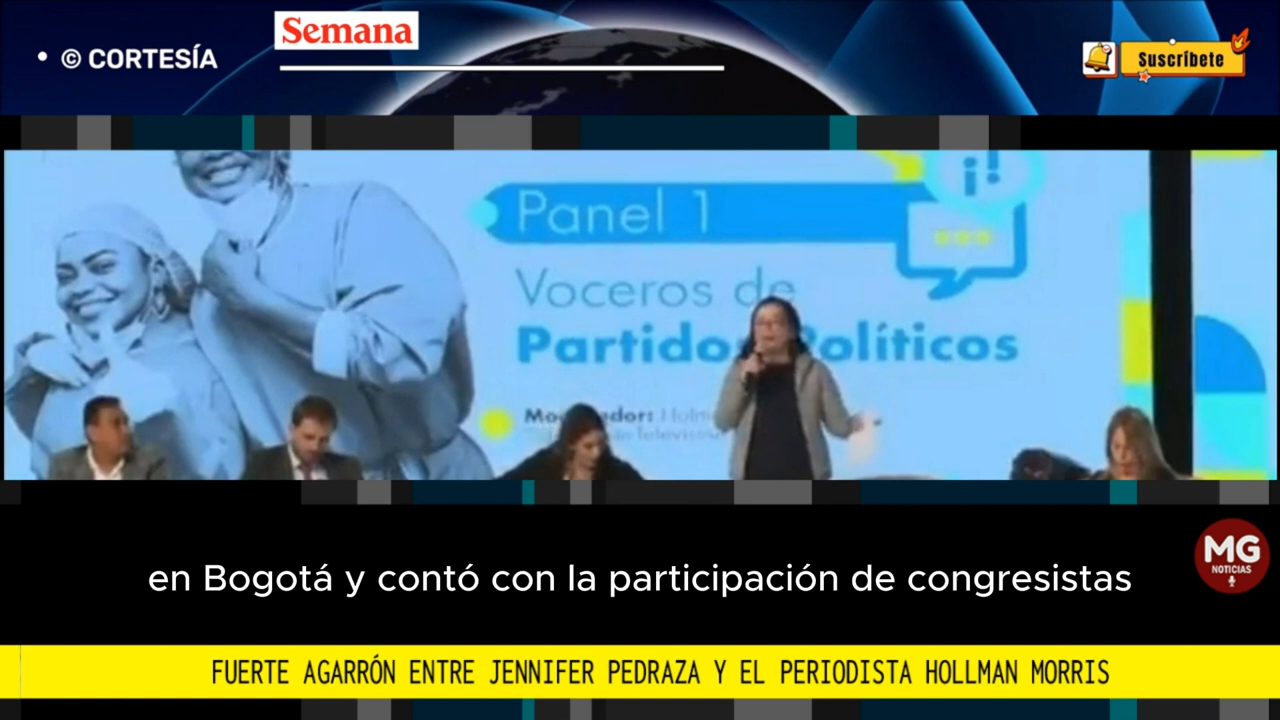 Semana
• © CORTESÍA
Suscríbete
¡!
Panel 1
Voceros de
Partidos Políticos
en Bogotá y contó con la participación de congresistas
MG
NOTICIAS
FUERTE AGARRÓN ENTRE JENNIFER PEDRAZA Y EL PERIODISTA HOLLMAN MORRIS